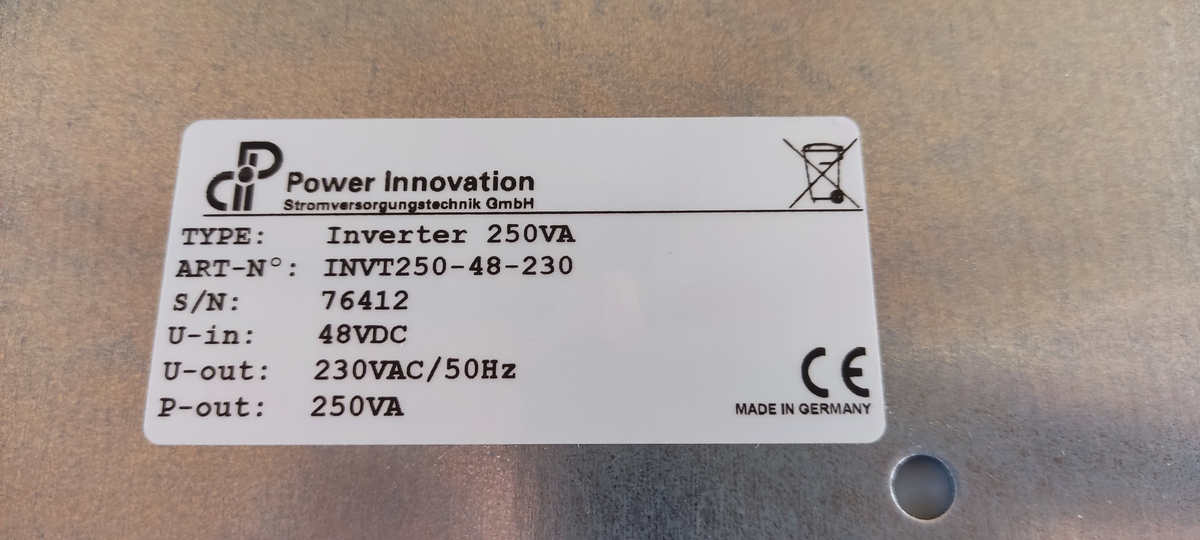 Power Innovation
Stromversorgungstechnik GmbH
TYPE: Inverter 250VA
ART-N°: INVT250-48-230
S/N: 76412
U-in: 48VDC
U-out: 230VAC/50Hz
P-out: 250VA
CE
MADE IN GERMANY